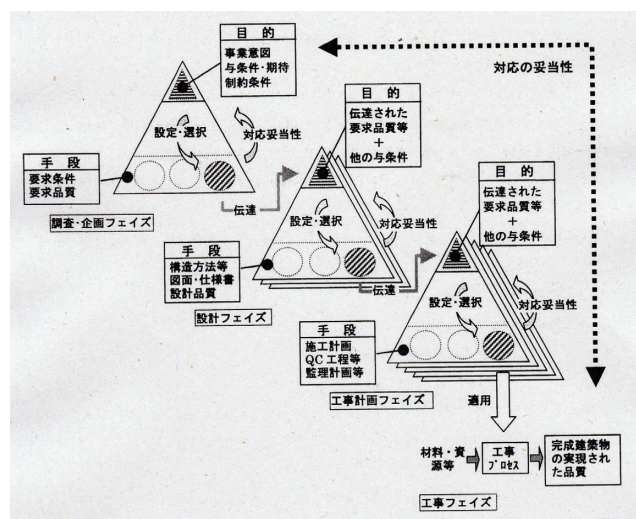 目 的
事業意図
与条件・期待
制約条件
対応の妥当性
設定・選択
対応妥当性
手 段
要求条件
要求品質
伝達
調査・企画フェイズ
目 的
伝達された
要求品質等
+
他の与条件
設定・選択
対応妥当性
手 段
構造方法等
図面・仕様書
設計品質
伝達
設計フェイズ
目 的
伝達された
要求品質等
+
他の与条件
設定・選択
対応妥当性
手 段
施工計画
QC工程等
監理計画等
工事計画フェイズ
適用
材料・資
源等
工事
プロセス
完成建築物
の実現され
た品質
工事フェイズ